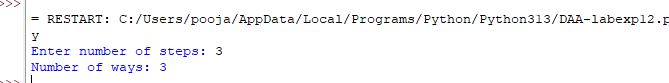 >>>
= RESTART: C:/Users/pooja/AppData/Local/Programs/Python/Python313/DAA-labexp12.p
y
Enter number of steps: 3
Number of ways: 3
>>>